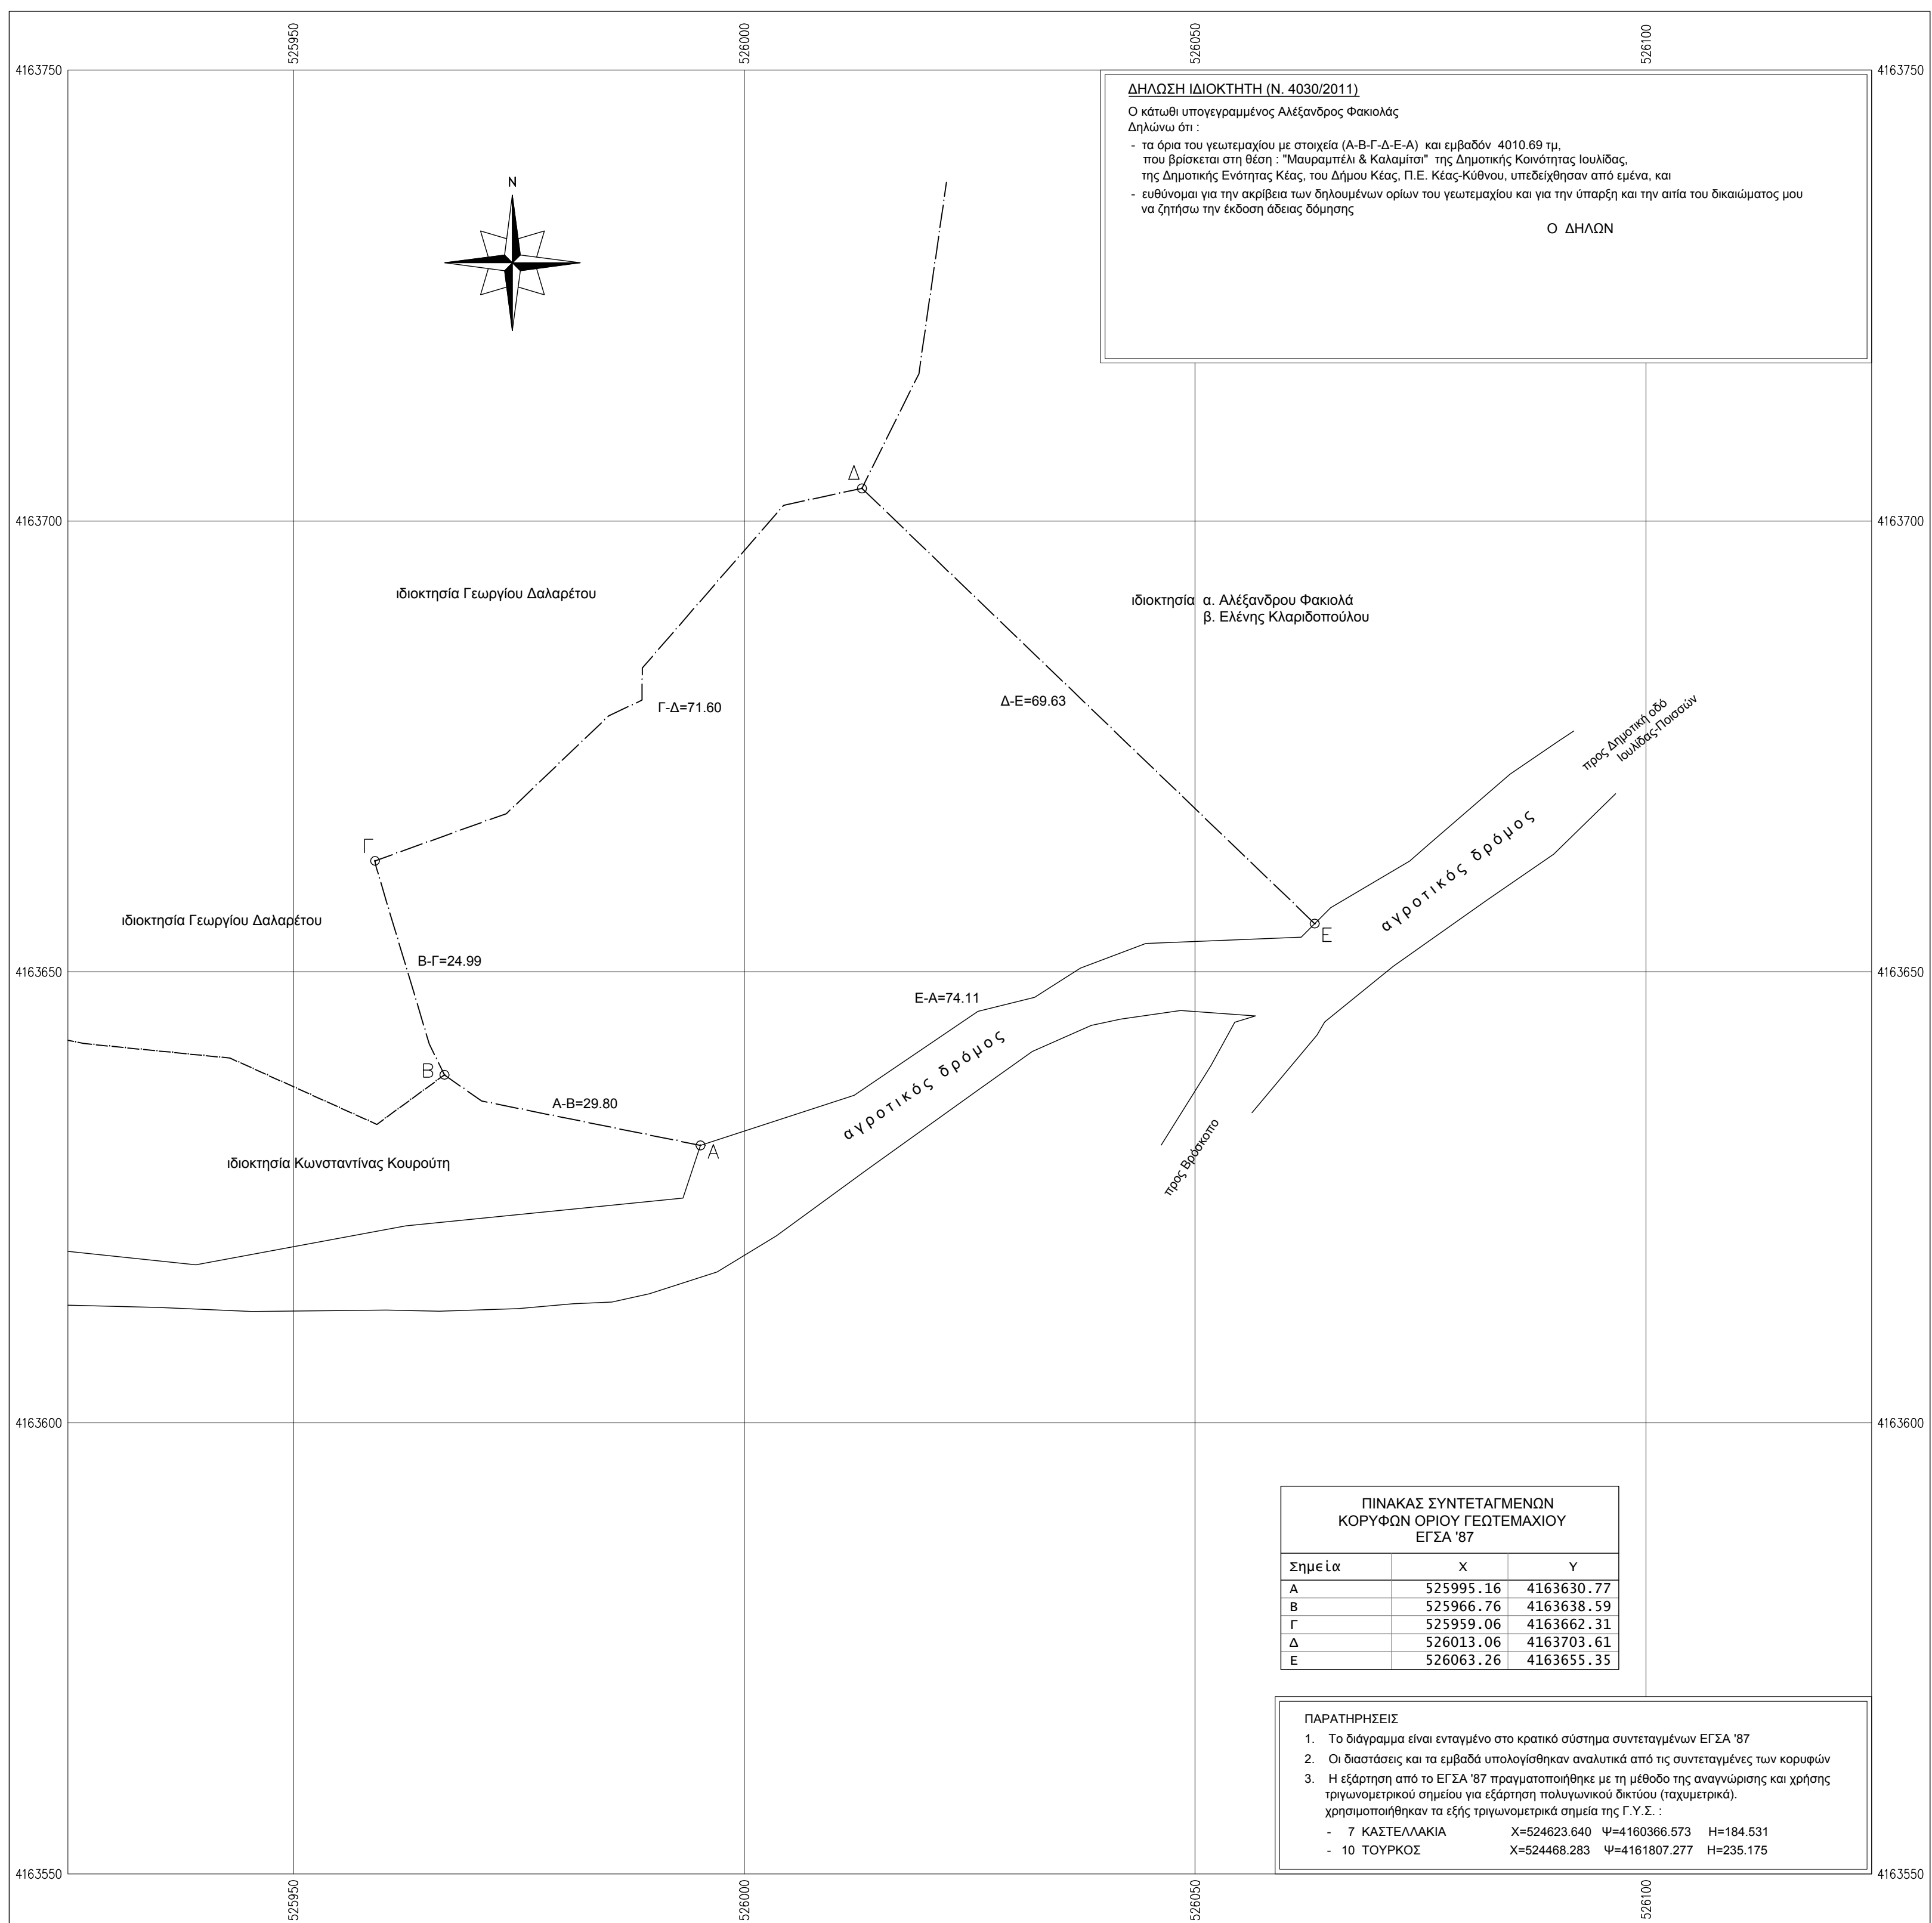 525950
526000
526050
526100
4163750
4163750
ΔΗΛΩΣΗ ΙΔΙΟΚΤΗΤΗ (Ν. 4030/2011)
Ο κάτωθι υπογεγραμμένος Αλέξανδρος Φακιολάς
Δηλώνω ότι :
- τα όρια του γεωτεμαχίου με στοιχεία (Α-Β-Γ-Δ-Ε-Α) και εμβαδόν 4010.69 τμ,
που βρίσκεται στη θέση : "Μαυραμπέλι & Καλαμίτσι" της Δημοτικής Κοινότητας Ιουλίδας,
της Δημοτικής Ενότητας Κέας, του Δήμου Κέας, Π.Ε. Κέας-Κύθνου, υπεδείχθησαν από εμένα, και
- ευθύνομαι για την ακρίβεια των δηλουμένων ορίων του γεωτεμαχίου και για την ύπαρξη και την αιτία του δικαιώματος μου
να ζητήσω την έκδοση άδειας δόμησης
Ο ΔΗΛΩΝ
N
Δ
4163700
4163700
ιδιοκτησία Γεωργίου Δαλαρέτου
ιδιοκτησία α. Αλέξανδρου Φακιολά
β. Ελένης Κλαριδοπούλου
Γ-Δ=71.60
Δ-Ε=69.63
προς Δημοτική οδό
Ιουλίδας-Ποισσών
Γ
αγροτικός δρόμος
ιδιοκτησία Γεωργίου Δαλαρέτου
Ε
Β-Γ=24.99
4163650
4163650
Ε-Α=74.11
αγροτικός δρόμος
Β
Α-Β=29.80
Α
προς Βρόσκοπο
ιδιοκτησία Κωνσταντίνας Κουρούτη
4163600
4163600
ΠΙΝΑΚΑΣ ΣΥΝΤΕΤΑΓΜΕΝΩΝ
ΚΟΡΥΦΩΝ ΟΡΙΟΥ ΓΕΩΤΕΜΑΧΙΟΥ
ΕΓΣΑ '87
Σημεία X Y
Α 525995.16 4163630.77
Β 525966.76 4163638.59
Γ 525959.06 4163662.31
Δ 526013.06 4163703.61
Ε 526063.26 4163655.35
ΠΑΡΑΤΗΡΗΣΕΙΣ
1. Το διάγραμμα είναι ενταγμένο στο κρατικό σύστημα συντεταγμένων ΕΓΣΑ '87
2. Οι διαστάσεις και τα εμβαδά υπολογίσθηκαν αναλυτικά από τις συντεταγμένες των κορυφών
3. Η εξάρτηση από το ΕΓΣΑ '87 πραγματοποιήθηκε με τη μέθοδο της αναγνώρισης και χρήσης
τριγωνομετρικού σημείου για εξάρτηση πολυγωνικού δικτύου (ταχυμετρικά).
χρησιμοποιήθηκαν τα εξής τριγωνομετρικά σημεία της Γ.Υ.Σ. :
- 7 ΚΑΣΤΕΛΛΑΚΙΑ Χ=524623.640 Ψ=4160366.573 Η=184.531
- 10 ΤΟΥΡΚΟΣ Χ=524468.283 Ψ=4161807.277 Η=235.175
4163550
4163550
525950
526000
526050
526100